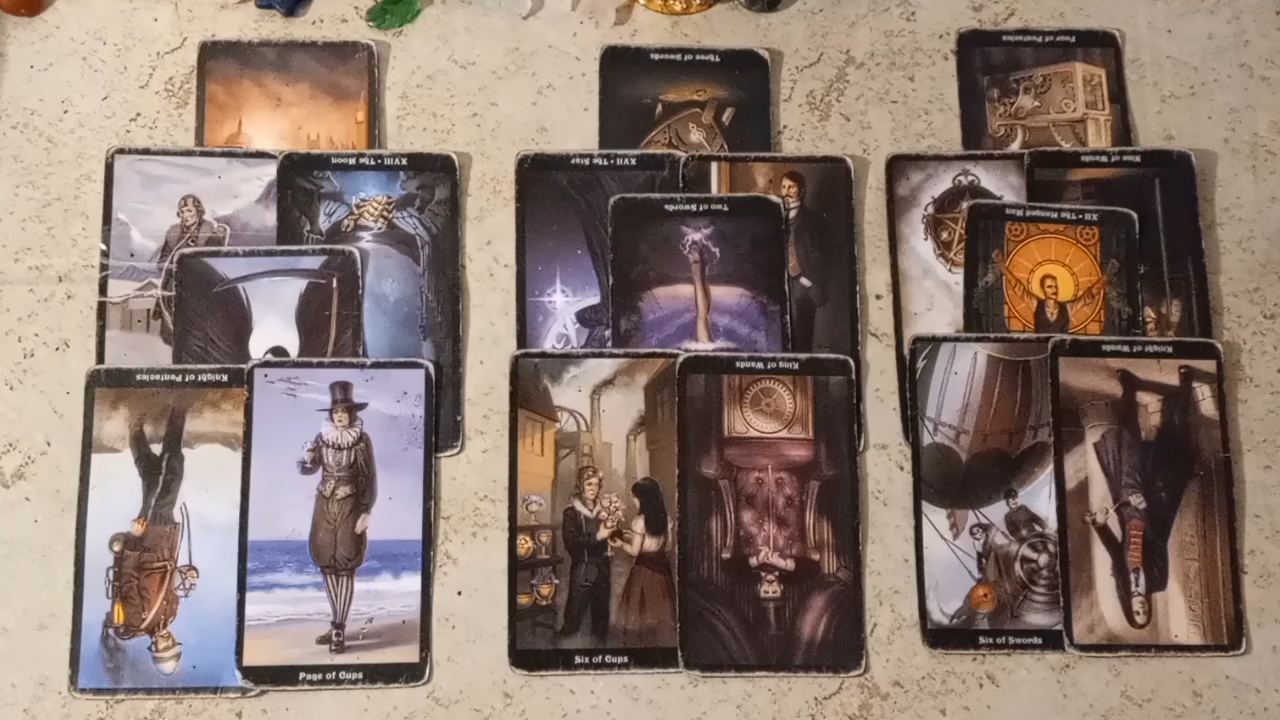 Three of Swords
Four of Pentacles
XVIII • The Moon
XVII • The Star
Nine of Wands
Two of Swords
XII • The Hanged Man
Knight of Pentacles
King of Wands
Knight of Wands
Six of Swords
Six of Cups
Page of Cups